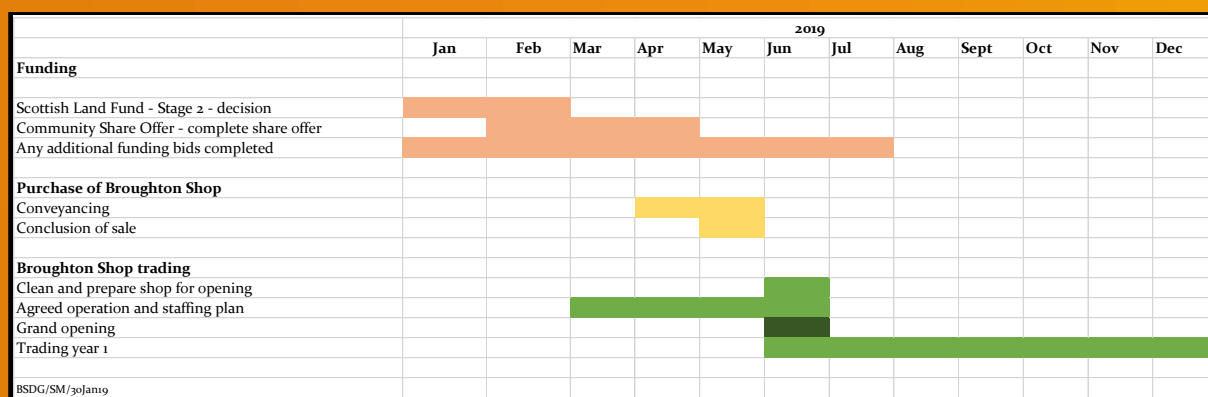 2019
Jan Feb Mar Apr May Jun Jul Aug Sept Oct Nov Dec
Funding
Scottish Land Fund - Stage 2 - decision
Community Share Offer - complete share offer
Any additional funding bids completed
Purchase of Broughton Shop
Conveyancing
Conclusion of sale
Broughton Shop trading
Clean and prepare shop for opening
Agreed operation and staffing plan
Grand opening
Trading year 1
BSDG/SM/30Jan19